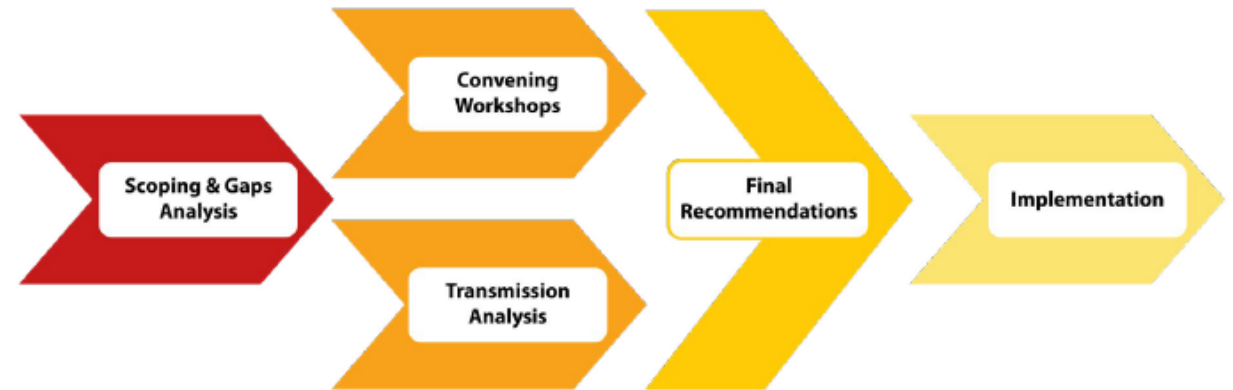 Scoping & Gaps
Analysis
Convening
Workshops
Transmission
Analysis
Final
Recommendations
Implementation